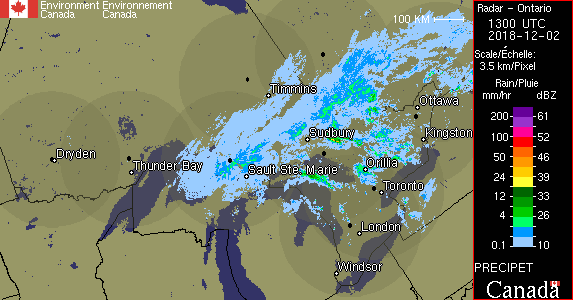 Environment Environnement
Canada Canada
100 KM
Timmins
Ottawa
Sudbury
Kingston
Dryden
Thunder Bay
Sault Ste. Marie
Orillia
Toronto
London
Windsor
Radar - Ontario
1300 UTC
2018-12-02
Scale/Échelle:
3.5 km/Pixel
Rain/Pluie
mm/hr dBZ
200 61
100 52
50 46
24 39
12 33
4 26
0.1 10
PRECIPET
Canada